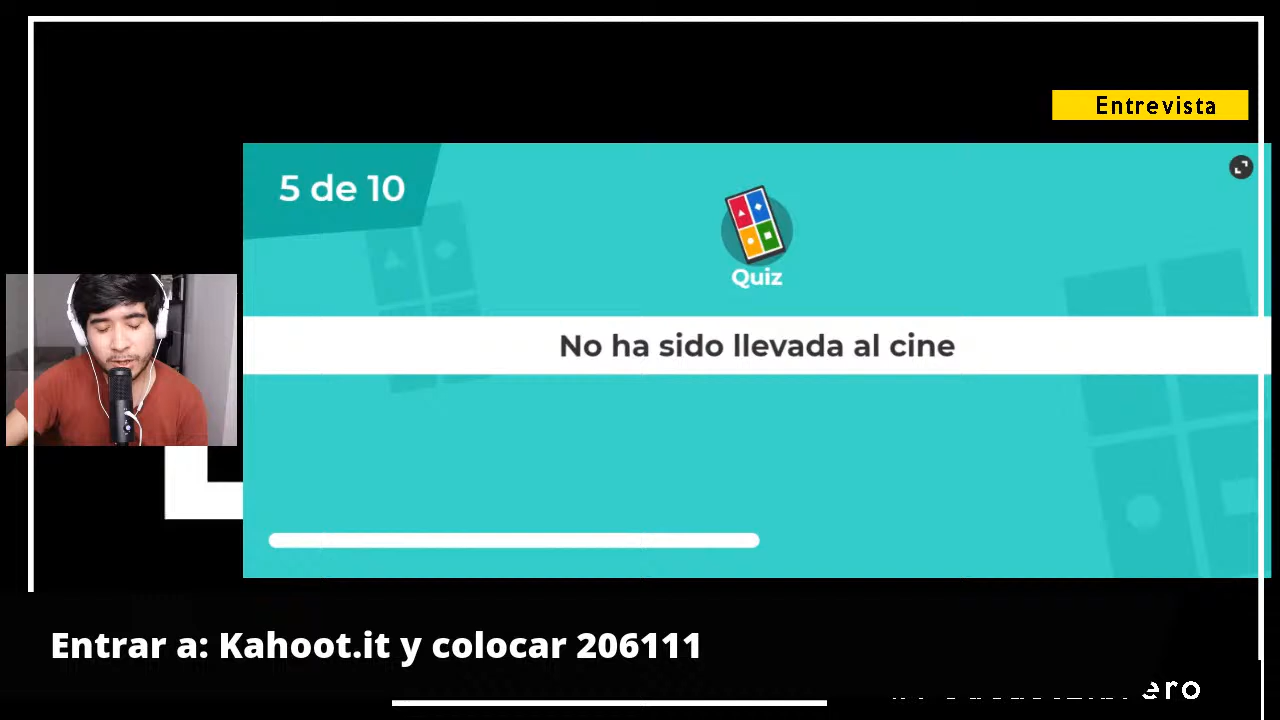 Entrevista
5 de 10
Quiz
No ha sido llevada al cine
Entrar a: Kahoot.it y colocar 206111